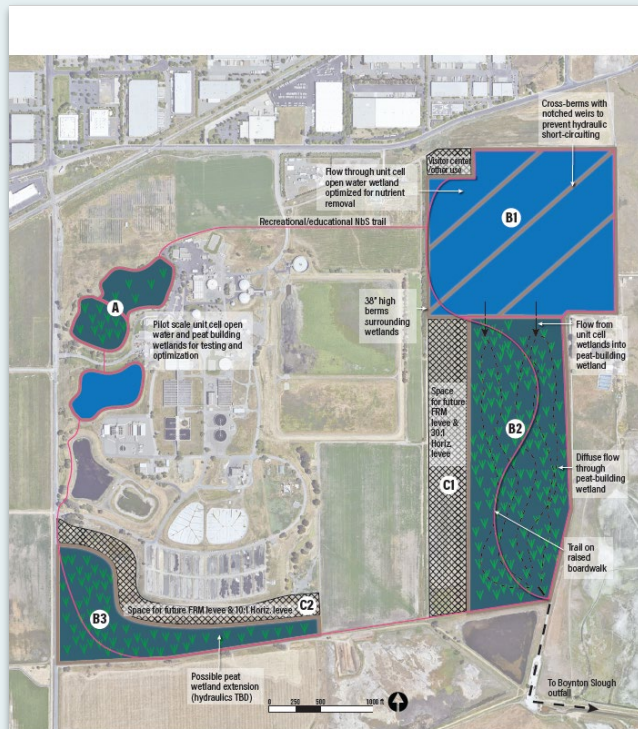 Cross-berms with
notched weirs to
prevent hydraulic
short-circuiting
Visitor center
/other use
Flow through unit cell
open water wetland
optimized for nutrient
removal
B1
Recreational/educational NbS trail
A
38" high
berms
surrounding
wetlands
Pilot scale unit cell open
water and peat building
wetlands for testing and
optimization
Flow from
unit cell
wetlands into
peat-building
wetland
Space
for future
FRM
levee &
30:1
Horiz.
levee
B2
Diffuse flow
through
peat-building
wetland
C1
Trail on
raised
boardwalk
C2
Space for future FRM levee & 30:1 Horiz. levee
B3
Possible peat
wetland extension
(hydraulics TBD)
To Boynton Slough
outfall
0 250 500 1000 ft